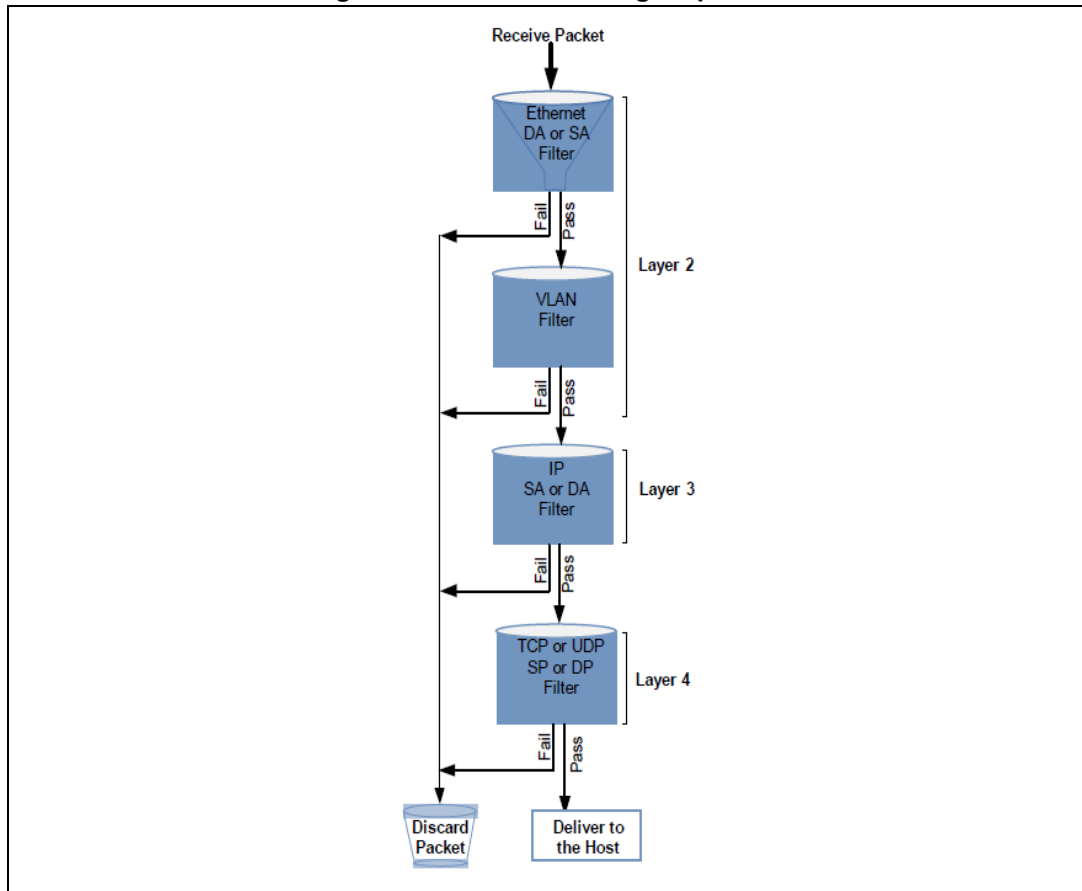 Receive Packet
Ethernet
DA or SA
Filter
Fail
Pass
Layer 2
VLAN
Filter
Fail
Pass
IP
SA or DA
Filter
Layer 3
Fail
Pass
TCP or UDP
SP or DP
Filter
Layer 4
Fail
Pass
Discard
Packet
Deliver to
the Host